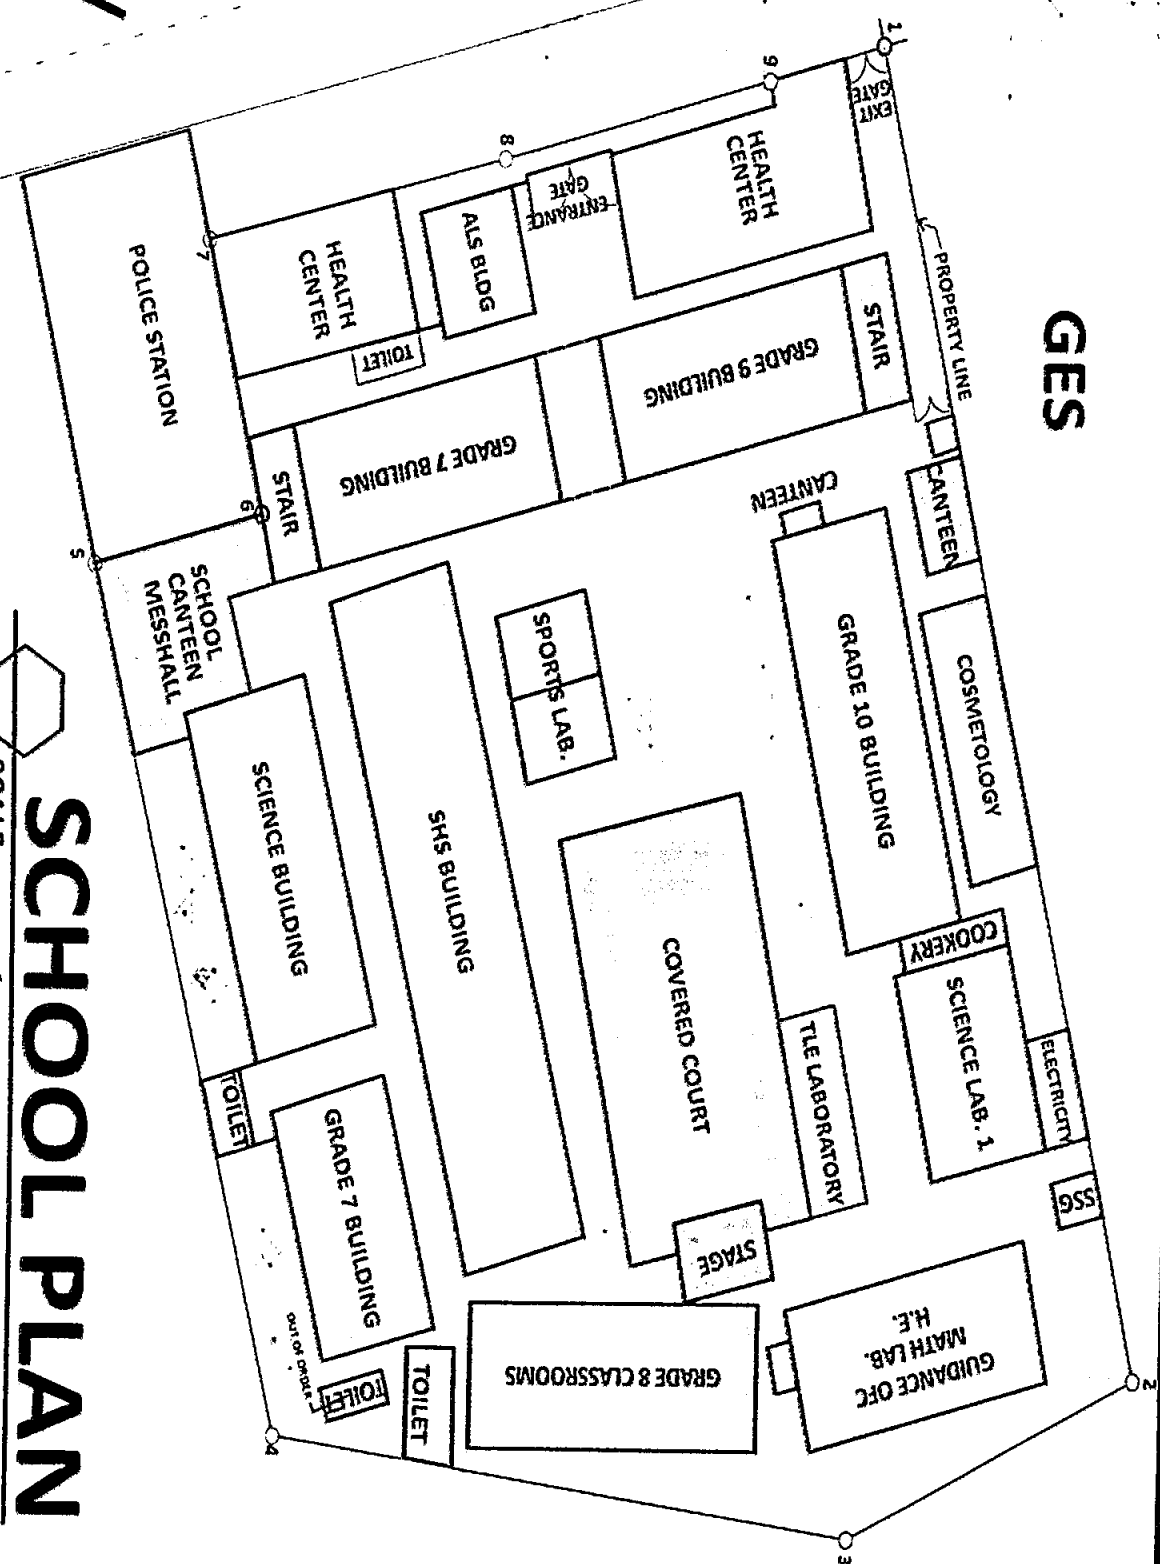 1
EXIT
GATE
9
HEALTH
CENTER
8
ENTRANCE
GATE
ALS BLDG
HEALTH
CENTER
7
POLICE STATION
TOILET
PROPERTY LINE
GES
STAIR
GRADE 9 BUILDING
GRADE 7 BUILDING
STAIR
6
5
CANTEEN
CANTEEN
SCHOOL
CANTEEN
MESSHALL
SPORTS LAB.
GRADE 10 BUILDING
COSMETOLOGY
SCIENCE BUILDING
SHS BUILDING
COVERED COURT
COOKERY
SCIENCE LAB. 1
ELECTRICITY
TLE LABORATORY
TOILET
GRADE 7 BUILDING
STAGE
SSG
GUIDANCE OFC
MATH LAB.
H.E.
GRADE 8 CLASSROOMS
TOILET
TOILET
OUT OF ORDER
2
3
4
SCHOOL PLAN